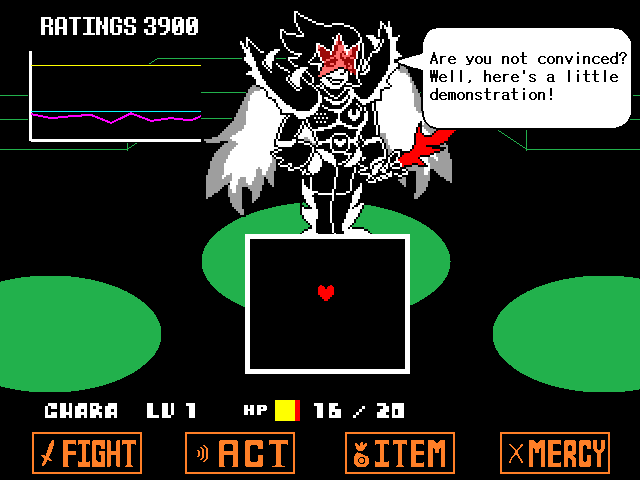 RATINGS 3900
Are you not convinced?
Well, here's a little
demonstration!
CHARA LV 1 HP 16 / 20
FIGHT ACT ITEM MERCY